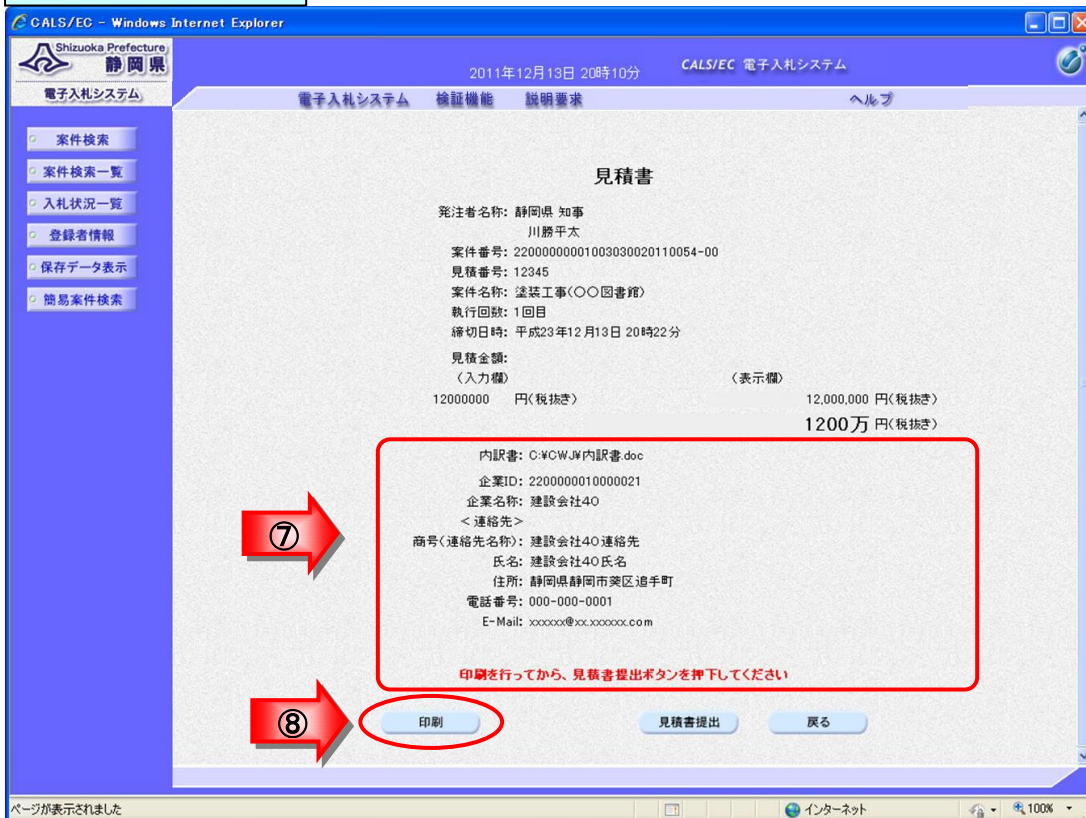 CALS/EC - Windows Internet Explorer
Shizuoka Prefecture
静岡県
電子入札システム
2011年12月13日 20時10分
CALS/EC 電子入札システム
電子入札システム 検証機能 説明要求 ヘルプ
案件検索
案件検索一覧
入札状況一覧
登録者情報
保存データ表示
簡易案件検索
見積書
発注者名称: 静岡県 知事
川勝平太
案件番号: 22000000001003030020110054-00
見積番号: 12345
案件名称: 塗装工事(〇〇図書館)
執行回数: 1回目
締切日時: 平成23年12月13日 20時22分
見積金額:
(入力欄) (表示欄)
12000000 円(税抜き) 12,000,000 円(税抜き)
1200万 円(税抜き)
内訳書: C:¥CWJ¥内訳書.doc
企業ID: 2200000010000021
企業名称: 建設会社40
<連絡先>
商号(連絡先名称): 建設会社40連絡先
氏名: 建設会社40氏名
住所: 静岡県静岡市葵区追手町
電話番号: 000-000-0001
E-Mail: xxxxxx@xx.xxxxxx.com
⑦
印刷を行ってから、見積書提出ボタンを押下してください
⑧
印刷 見積書提出 戻る
ページが表示されました インターネット 100%